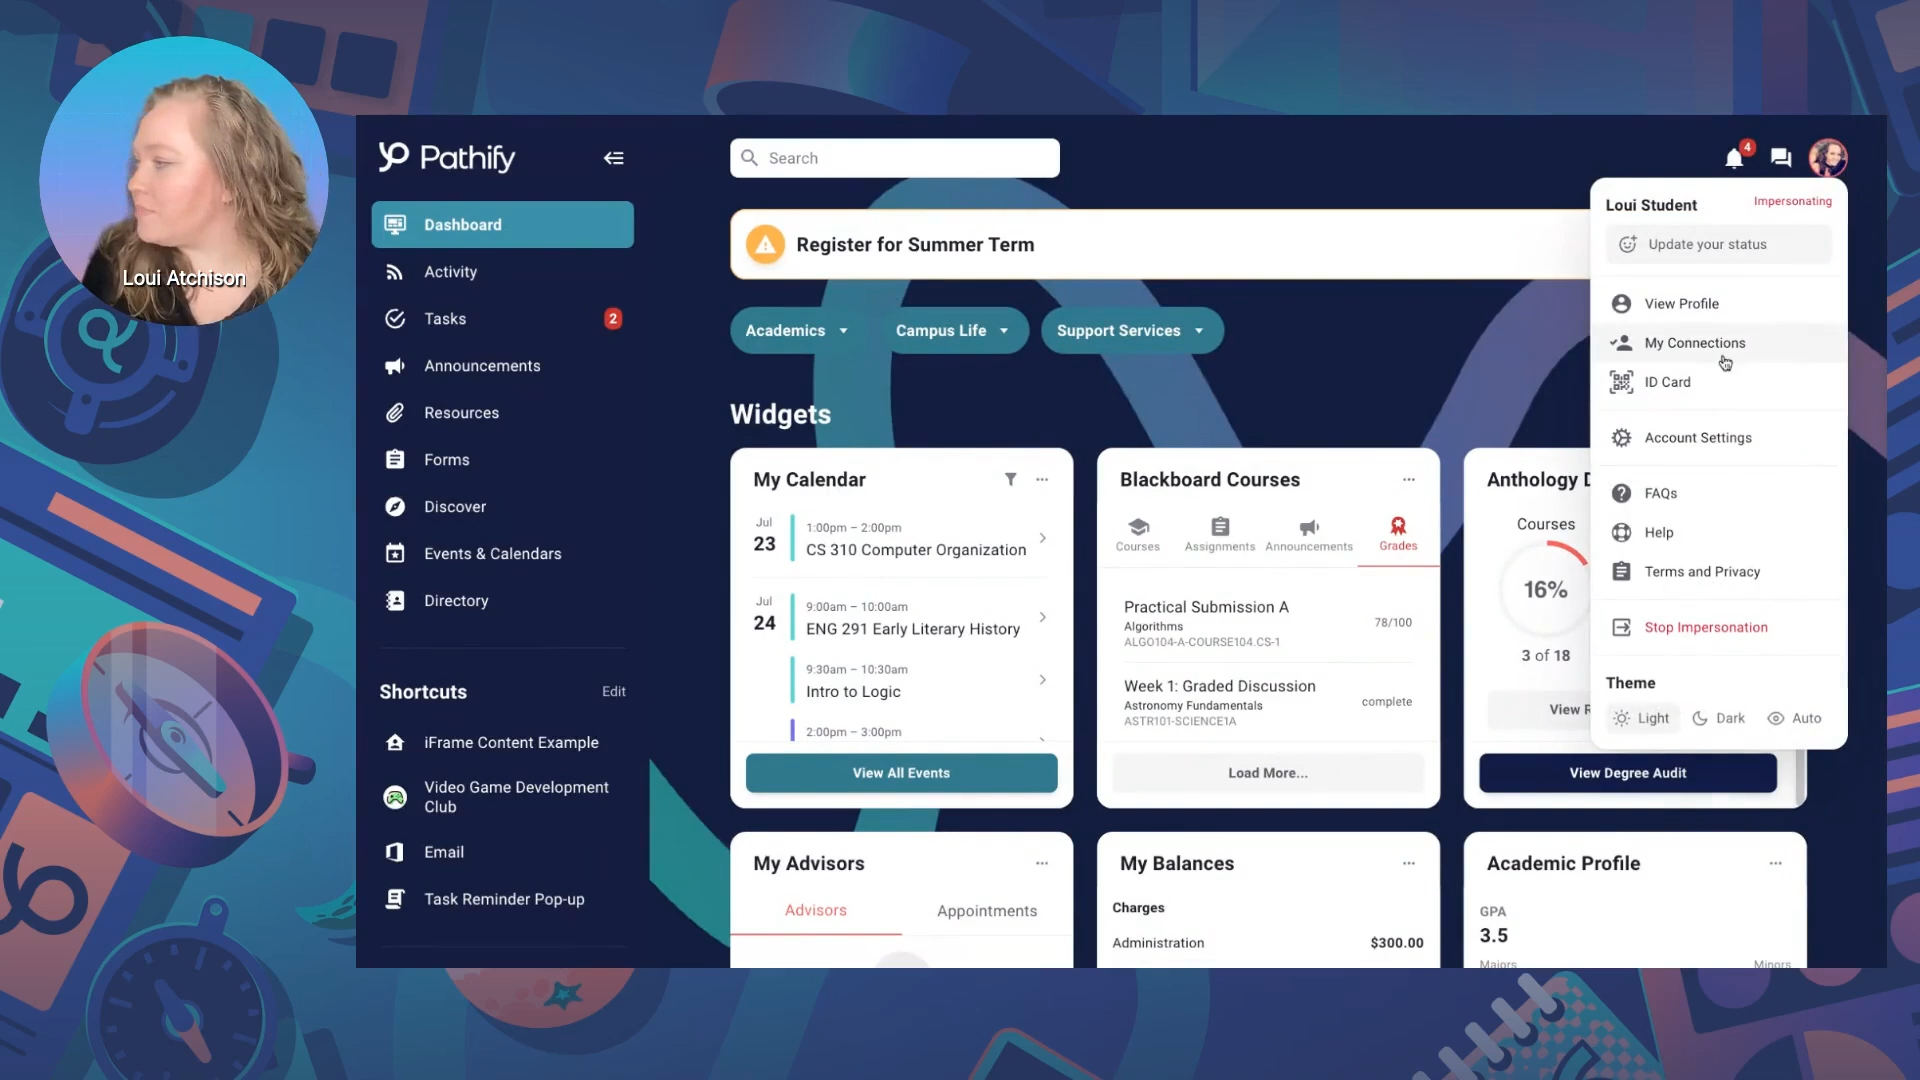 Loui Atchison
Pathify
Dashboard
Activity
Tasks
2
Announcements
Resources
Forms
Discover
Events & Calendars
Directory
Shortcuts
Edit
iFrame Content Example
Video Game Development
Club
Email
Task Reminder Pop-up
Search
4
Register for Summer Term
Academics
Campus Life
Support Services
Widgets
My Calendar
Jul
23
1:00pm – 2:00pm
CS 310 Computer Organization
Jul
24
9:00am – 10:00am
ENG 291 Early Literary History
9:30am – 10:30am
Intro to Logic
2:00pm – 3:00pm
View All Events
Blackboard Courses
Courses
Assignments
Announcements
Grades
Practical Submission A
Algorithms
ALGO104-A-COURSE104.CS-1
78/100
Week 1: Graded Discussion
Astronomy Fundamentals
ASTR101-SCIENCE1A
complete
Load More...
Anthology D
Courses
16%
3 of 18
View R
View Degree Audit
My Advisors
Advisors
Appointments
My Balances
Charges
Administration
$300.00
Academic Profile
GPA
3.5
Majors
Minors
Loui Student
Impersonating
Update your status
View Profile
My Connections
ID Card
Account Settings
FAQs
Help
Terms and Privacy
Stop Impersonation
Theme
Light
Dark
Auto